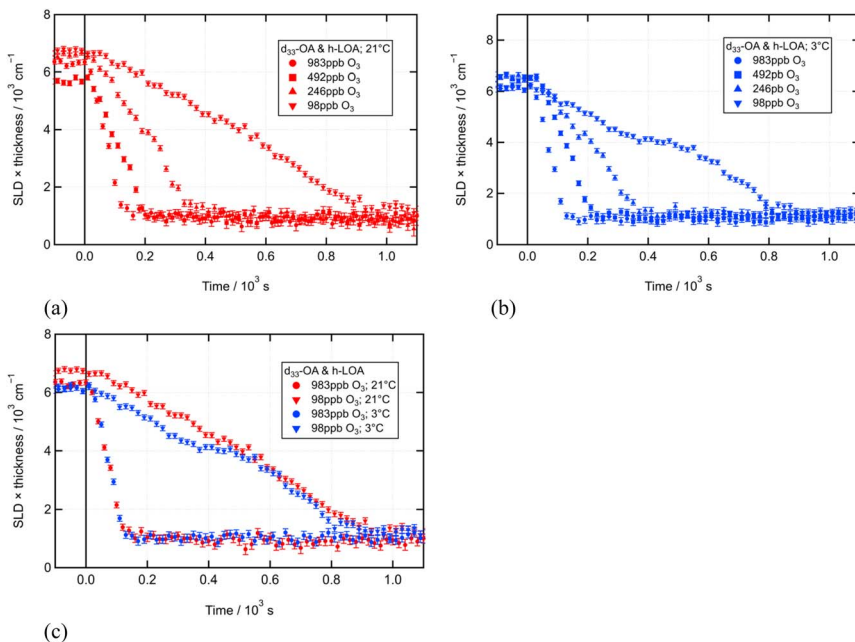 8
6
4
2
0
SLD × thickness / 10³ cm⁻¹
d₃₃-OA & h-LOA; 21°C
983ppb O₃
492ppb O₃
246ppb O₃
98ppb O₃
0.0 0.2 0.4 0.6 0.8 1.0
Time / 10³ s
(a)
8
6
4
2
0
SLD × thickness / 10³ cm⁻¹
d₃₃-OA & h-LOA; 3°C
983ppb O₃
492pb O₃
246pb O₃
98ppb O₃
0.0 0.2 0.4 0.6 0.8 1.0
Time / 10³ s
(b)
8
6
4
2
0
SLD × thickness / 10³ cm⁻¹
d₃₃-OA & h-LOA
983ppb O₃; 21°C
98ppb O₃; 21°C
983ppb O₃; 3°C
98ppb O₃; 3°C
0.0 0.2 0.4 0.6 0.8 1.0
Time / 10³ s
(c)